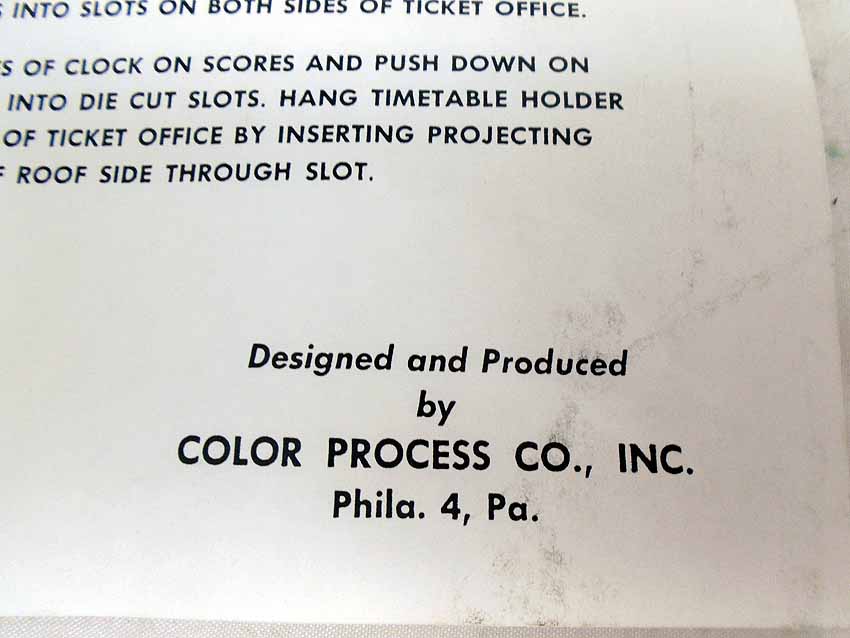 INTO SLOTS ON BOTH SIDES OF TICKET OFFICE.
OF CLOCK ON SCORES AND PUSH DOWN ON
INTO DIE CUT SLOTS. HANG TIMETABLE HOLDER
OF TICKET OFFICE BY INSERTING PROJECTING
ROOF SIDE THROUGH SLOT.
Designed and Produced
by
COLOR PROCESS CO., INC.
Phila. 4, Pa.